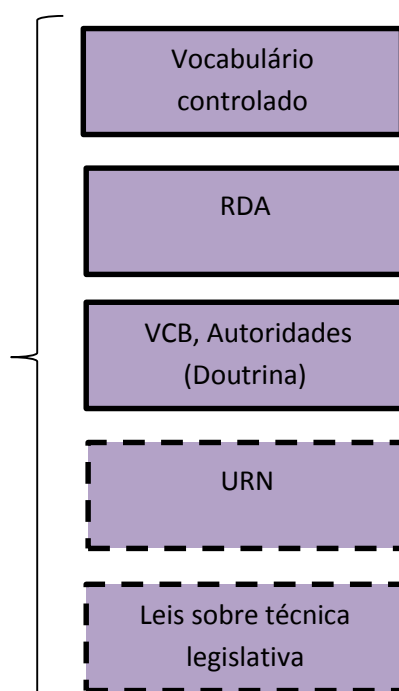 Vocabulário
controlado
RDA
VCB, Autoridades
(Doutrina)
URN
Leis sobre técnica
legislativa